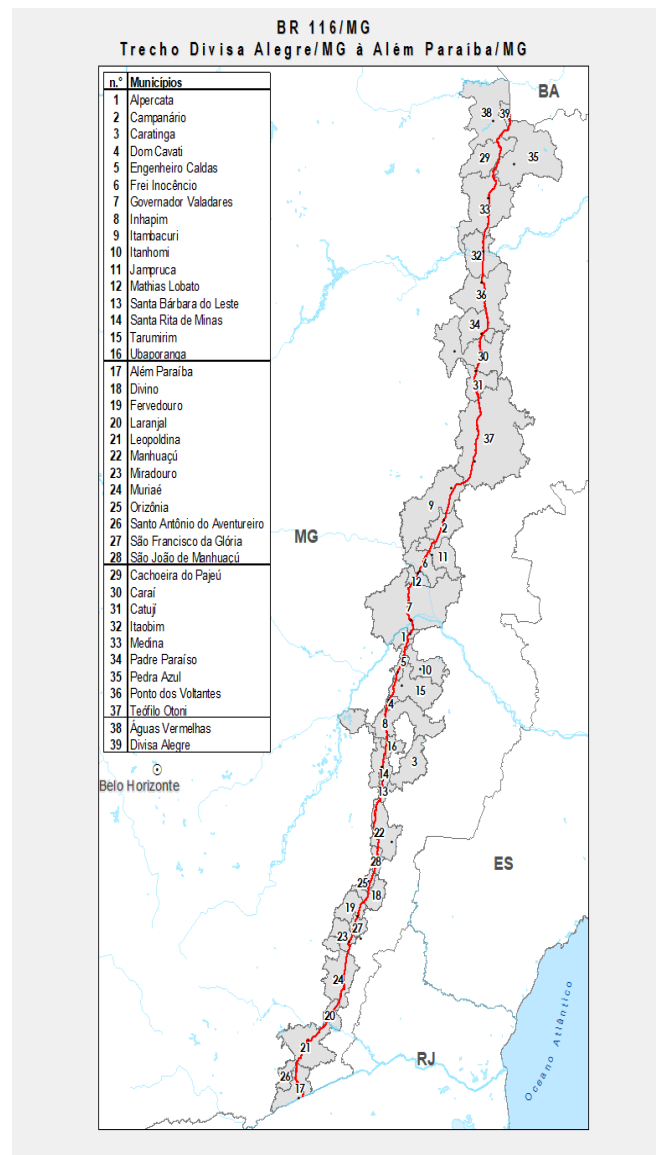 BR 116/MG
Trecho Divisa Alegre/MG à Além Paraíba/MG
n.° Municípios
1 Alpercata
2 Campanário
3 Caratinga
4 Dom Cavati
5 Engenheiro Caldas
6 Frei Inocêncio
7 Governador Valadares
8 Inhapim
9 Itambacuri
10 Itanhomi
11 Jampruca
12 Mathias Lobato
13 Santa Bárbara do Leste
14 Santa Rita de Minas
15 Tarumirim
16 Ubaporanga
17 Além Paraíba
18 Divino
19 Fervedouro
20 Laranjal
21 Leopoldina
22 Manhuaçú
23 Miradouro
24 Muriaé
25 Orizônia
26 Santo Antônio do Aventureiro
27 São Francisco da Glória
28 São João de Manhuaçú
29 Cachoeira do Pajeú
30 Caraí
31 Catují
32 Itaobim
33 Medina
34 Padre Paraíso
35 Pedra Azul
36 Ponto dos Voltantes
37 Teófilo Otoni
38 Águas Vermelhas
39 Divisa Alegre
BA
38 39
29
35
33
32
36
34
30
31
37
9
2
MG
11
6
12
7
1
5
10
15
4
8
16
3
14
13
Belo Horizonte
22
28
ES
25
18
19
27
23
24
20
21
RJ
26
17
Oceano Atlântico